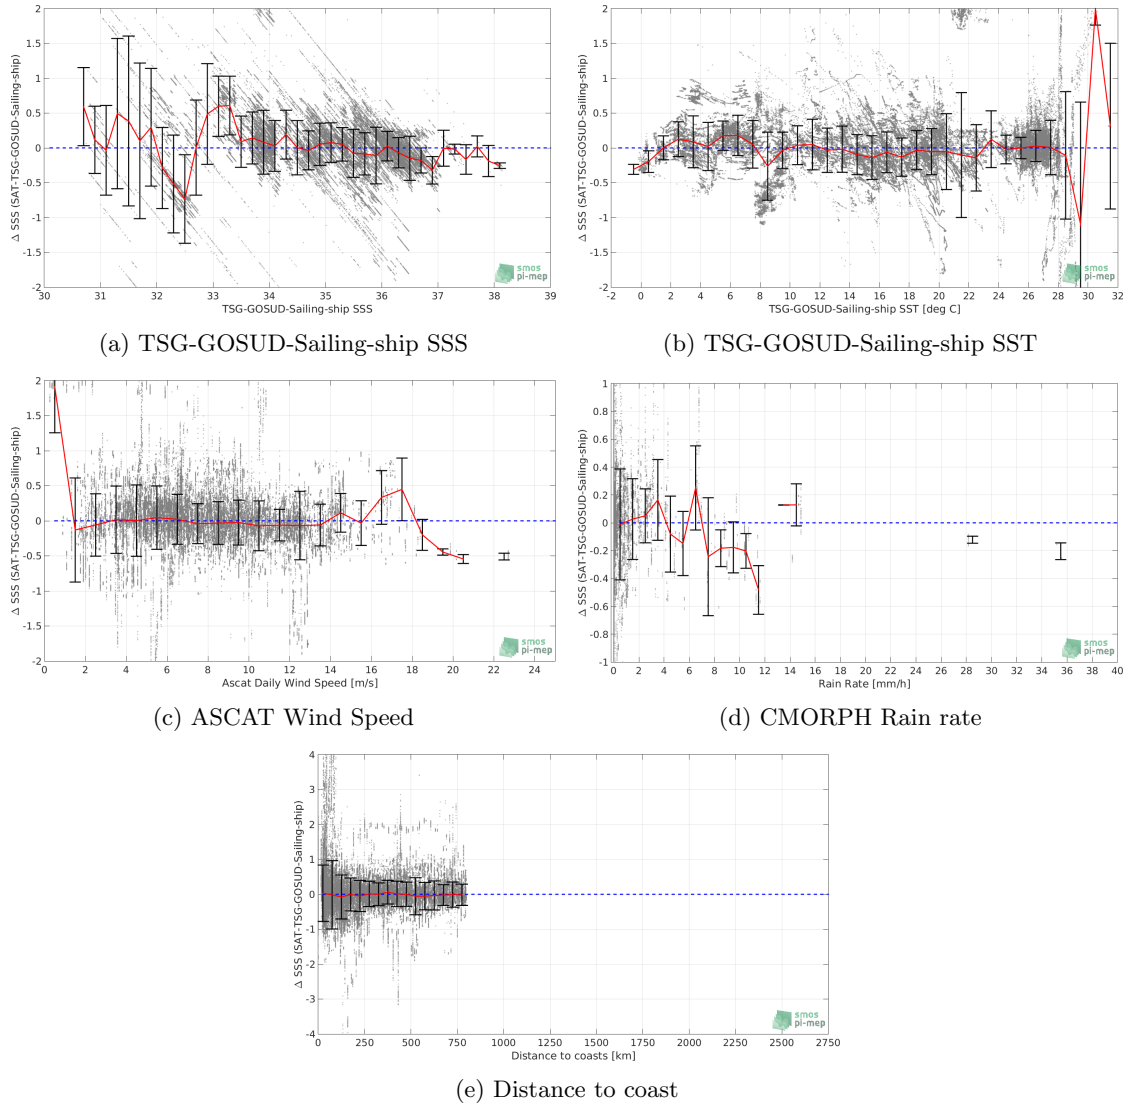 2
1.5
1
0.5
0
-0.5
-1
-1.5
-2
Δ SSS (SAT-TSG-GOSUD-Sailing-ship)
30 31 32 33 34 35 36 37 38 39
TSG-GOSUD-Sailing-ship SSS
smos
pi-mep
(a) TSG-GOSUD-Sailing-ship SSS
2
1.5
1
0.5
0
-0.5
-1
-1.5
-2
Δ SSS (SAT-TSG-GOSUD-Sailing-ship)
-2 0 2 4 6 8 10 12 14 16 18 20 22 24 26 28 30 32
TSG-GOSUD-Sailing-ship SST [deg C]
smos
pi-mep
(b) TSG-GOSUD-Sailing-ship SST
2
1.5
1
0.5
0
-0.5
-1
-1.5
-2
Δ SSS (SAT-TSG-GOSUD-Sailing-ship)
2 4 6 8 10 12 14 16 18 20 22 24
Ascat Daily Wind Speed [m/s]
smos
pi-mep
(c) ASCAT Wind Speed
1
0.8
0.6
0.4
0.2
0
-0.2
-0.4
-0.6
-0.8
-1
Δ SSS (SAT-TSG-GOSUD-Sailing-ship)
0 2 4 6 8 10 12 14 16 18 20 22 24 26 28 30 32 34 36 38 40
Rain Rate [mm/h]
smos
pi-mep
(d) CMORPH Rain rate
4
3
2
1
0
-1
-2
-3
-4
Δ SSS (SAT-TSG-GOSUD-Sailing-ship)
0 250 500 750 1000 1250 1500 1750 2000 2250 2500 2750
Distance to coasts [km]
smos
pi-mep
(e) Distance to coast